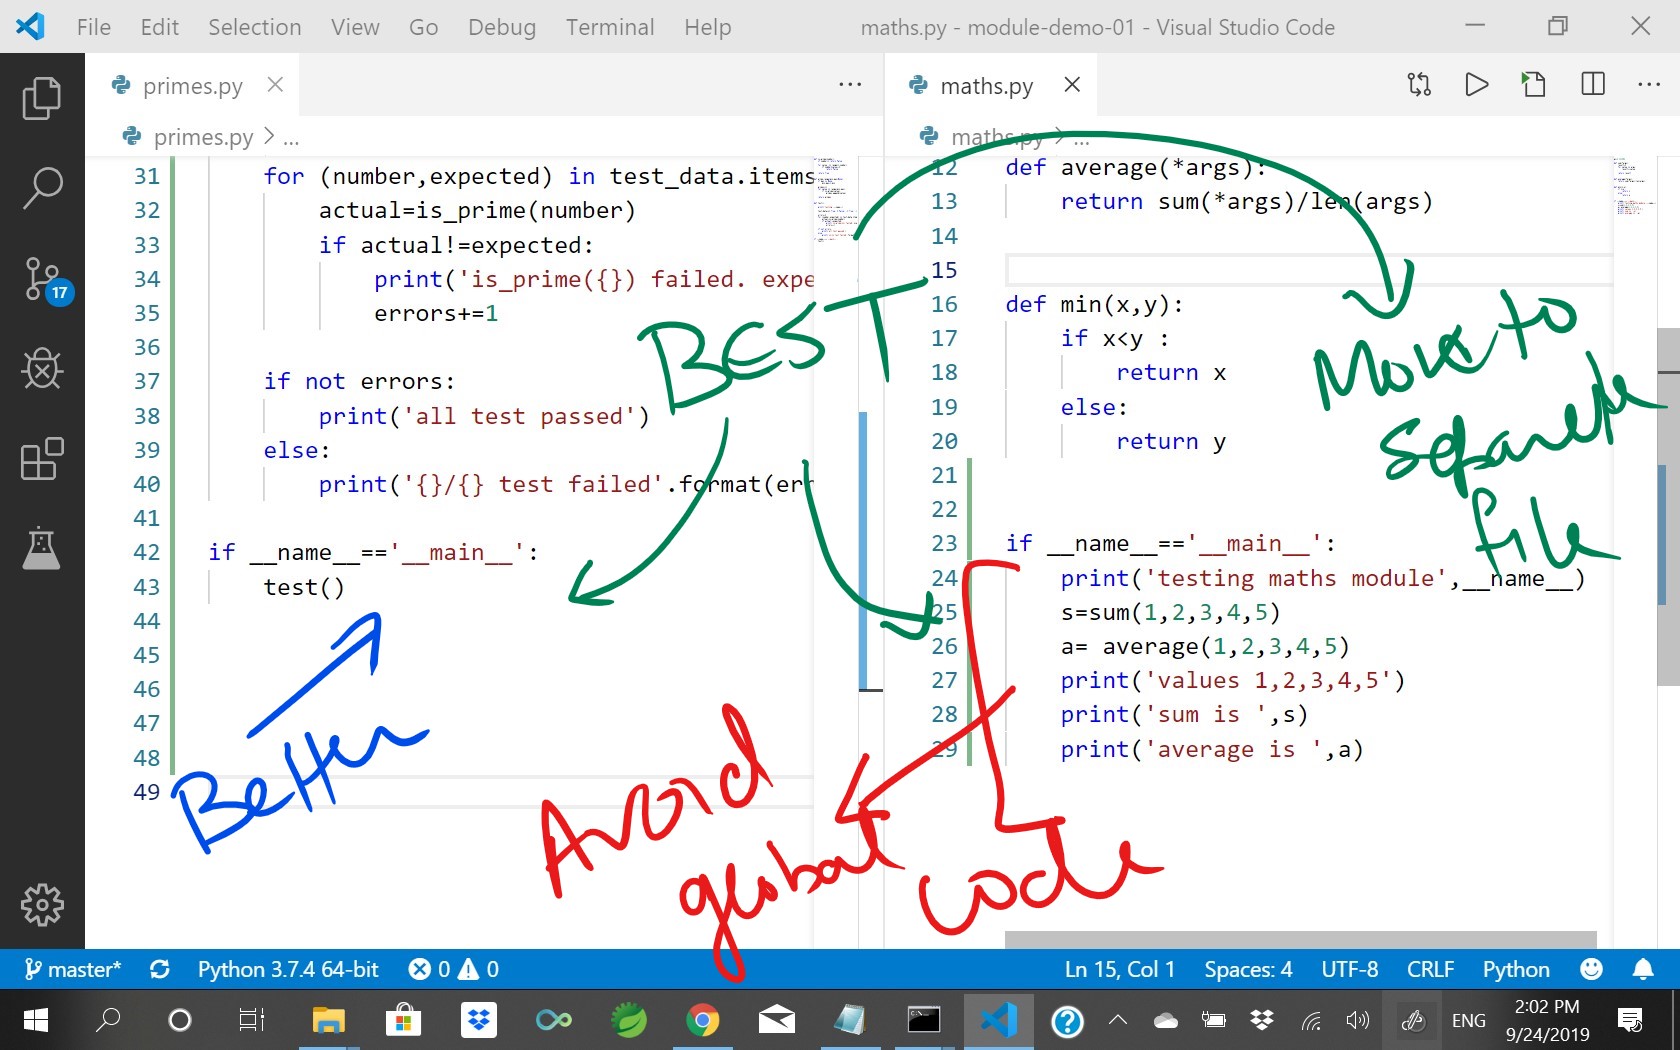 File Edit Selection View Go Debug Terminal Help
maths.py - module-demo-01 - Visual Studio Code
primes.py
primes.py > ...
31 for (number,expected) in test_data.items
32 actual=is_prime(number)
33 if actual!=expected:
34 print('is_prime({}) failed. expe
35 errors+=1
36
37 if not errors:
38 print('all test passed')
39 else:
40 print('{}/{} test failed'.format(err
41
42 if __name__=='__main__':
43 test()
44
45
46
47
48
49
maths.py
maths.py > ...
12 def average(*args):
13 return sum(*args)/len(args)
14
15
16 def min(x,y):
17 if x<y :
18 return x
19 else:
20 return y
21
22
23 if __name__=='__main__':
24 print('testing maths module',__name__)
25 s=sum(1,2,3,4,5)
26 a= average(1,2,3,4,5)
27 print('values 1,2,3,4,5')
28 print('sum is ',s)
29 print('average is ',a)
BEST
Move to
separate
file
Better
Avoid
global code
17
master* Python 3.7.4 64-bit 0 0
Ln 15, Col 1 Spaces: 4 UTF-8 CRLF Python
ENG
2:02 PM
9/24/2019